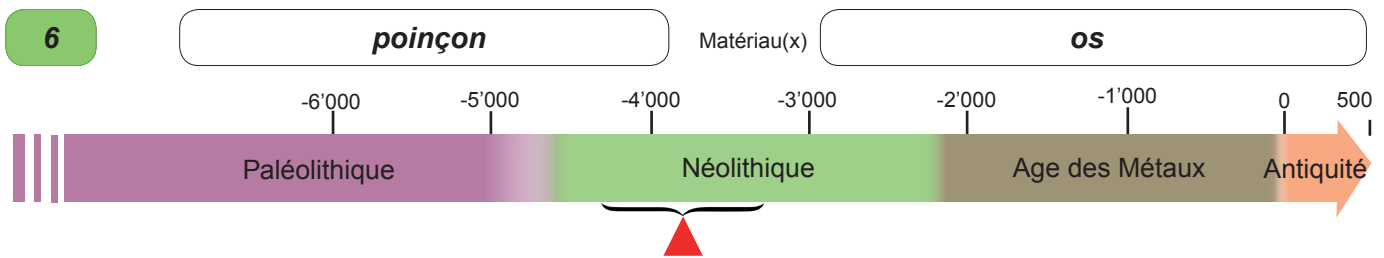 6 poinçon Matériau(x) os
-6’000 -5’000 -4’000 -3’000 -2’000 -1’000 0 500
Paléolithique Néolithique Age des Métaux Antiquité